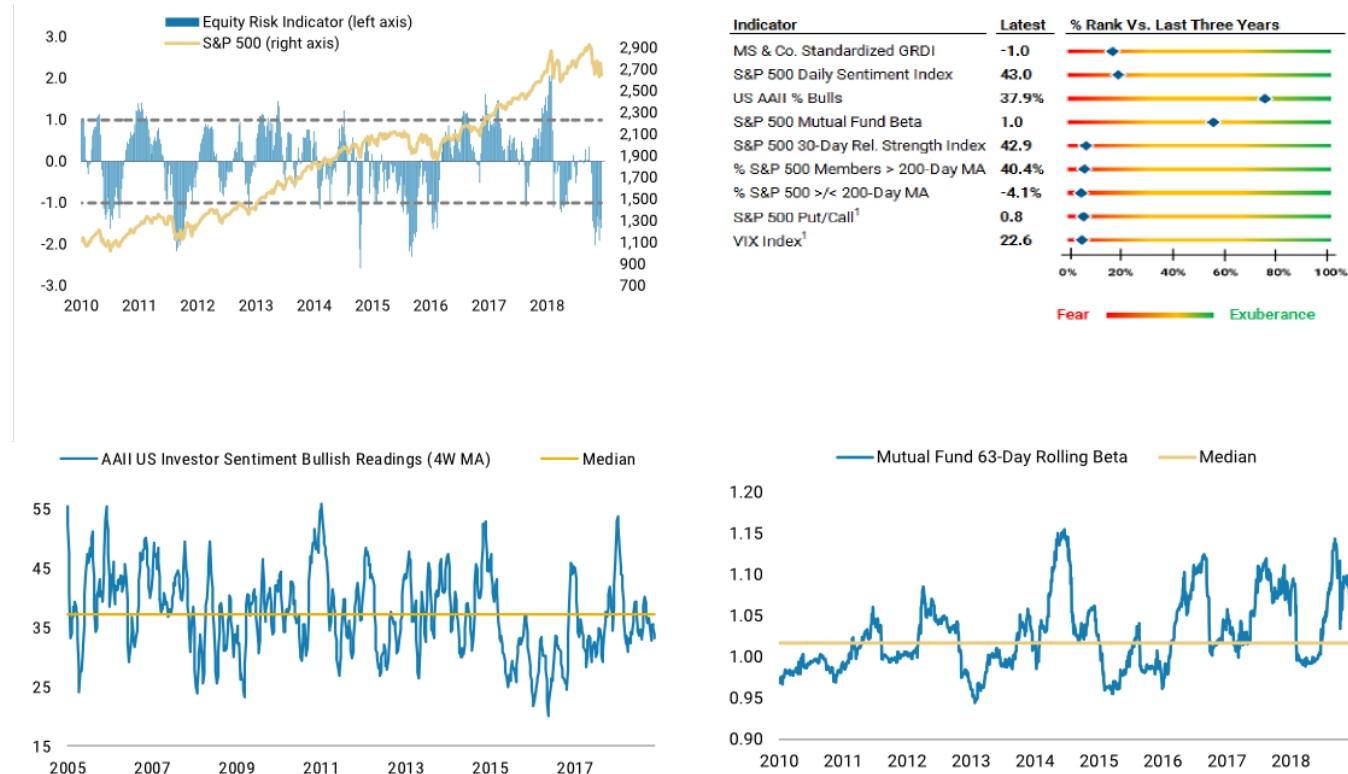 Equity Risk Indicator (left axis)
S&P 500 (right axis)
3.0
2.0
1.0
0.0
-1.0
-2.0
-3.0
2,900
2,700
2,500
2,300
2,100
1,900
1,700
1,500
1,300
1,100
900
700
2010 2011 2012 2013 2014 2015 2016 2017 2018
Indicator Latest % Rank Vs. Last Three Years
MS & Co. Standardized GRDI -1.0
S&P 500 Daily Sentiment Index 43.0
US AAII % Bulls 37.9%
S&P 500 Mutual Fund Beta 1.0
S&P 500 30-Day Rel. Strength Index 42.9
% S&P 500 Members > 200-Day MA 40.4%
% S&P 500 >/< 200-Day MA -4.1%
S&P 500 Put/Call¹ 0.8
VIX Index¹ 22.6
0% 20% 40% 60% 80% 100%
Fear Exuberance
AAII US Investor Sentiment Bullish Readings (4W MA) Median
55
45
35
25
15
2005 2007 2009 2011 2013 2015 2017
Mutual Fund 63-Day Rolling Beta Median
1.20
1.15
1.10
1.05
1.00
0.95
0.90
2010 2011 2012 2013 2014 2015 2016 2017 2018